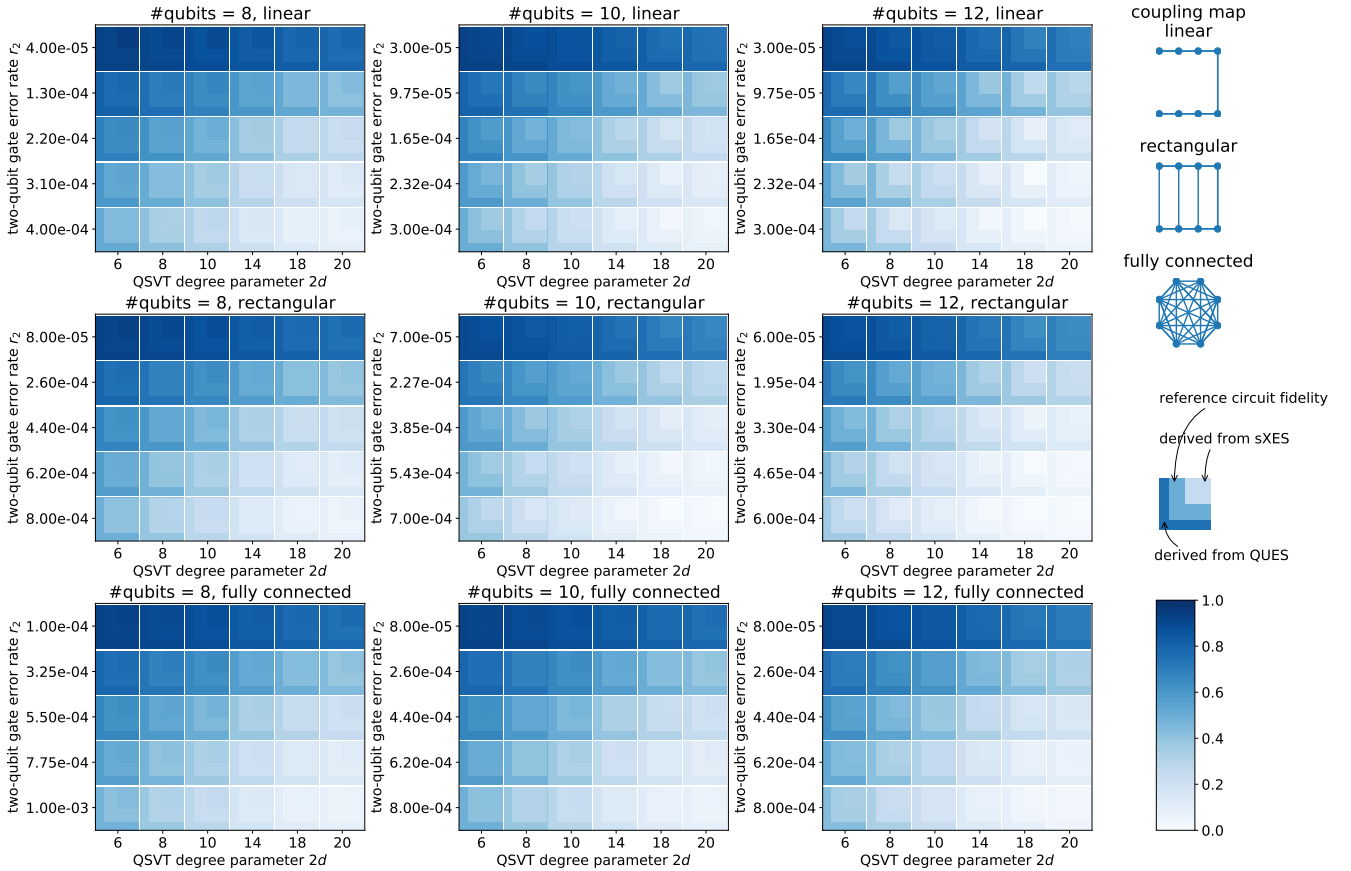 #qubits = 8, linear
two-qubit gate error rate r₂
4.00e-05
1.30e-04
2.20e-04
3.10e-04
4.00e-04
6 8 10 14 16 20
QSVT degree parameter 2d
#qubits = 10, linear
two-qubit gate error rate r₂
3.00e-05
9.75e-05
1.65e-04
2.32e-04
3.00e-04
6 8 10 14 18 20
QSVT degree parameter 2d
#qubits = 12, linear
two-qubit gate error rate r₂
3.00e-05
9.75e-05
1.65e-04
2.32e-04
3.00e-04
6 8 10 14 18 20
QSVT degree parameter 2d
#qubits = 8, rectangular
two-qubit gate error rate r₂
8.00e-05
2.60e-04
4.40e-04
6.20e-04
8.00e-04
6 8 10 14 18 20
QSVT degree parameter 2d
#qubits = 10, rectangular
two-qubit gate error rate r₂
7.00e-05
2.27e-04
3.85e-04
5.43e-04
7.00e-04
6 8 10 14 18 20
QSVT degree parameter 2d
#qubits = 12, rectangular
two-qubit gate error rate r₂
6.00e-05
1.95e-04
3.30e-04
4.65e-04
6.00e-04
6 8 10 14 18 20
QSVT degree parameter 2d
#qubits = 8, fully connected
two-qubit gate error rate r₂
1.00e-04
3.25e-04
5.50e-04
7.75e-04
1.00e-03
6 8 10 14 18 20
QSVT degree parameter 2d
#qubits = 10, fully connected
two-qubit gate error rate r₂
8.00e-05
2.60e-04
4.40e-04
6.20e-04
8.00e-04
6 8 10 14 18 20
QSVT degree parameter 2d
#qubits = 12, fully connected
two-qubit gate error rate r₂
8.00e-05
2.60e-04
4.40e-04
6.20e-04
8.00e-04
6 8 10 14 18 20
QSVT degree parameter 2d
coupling map
linear
rectangular
fully connected
reference circuit fidelity
derived from sXES
derived from QUES
1.0
0.8
0.6
0.4
0.2
0.0